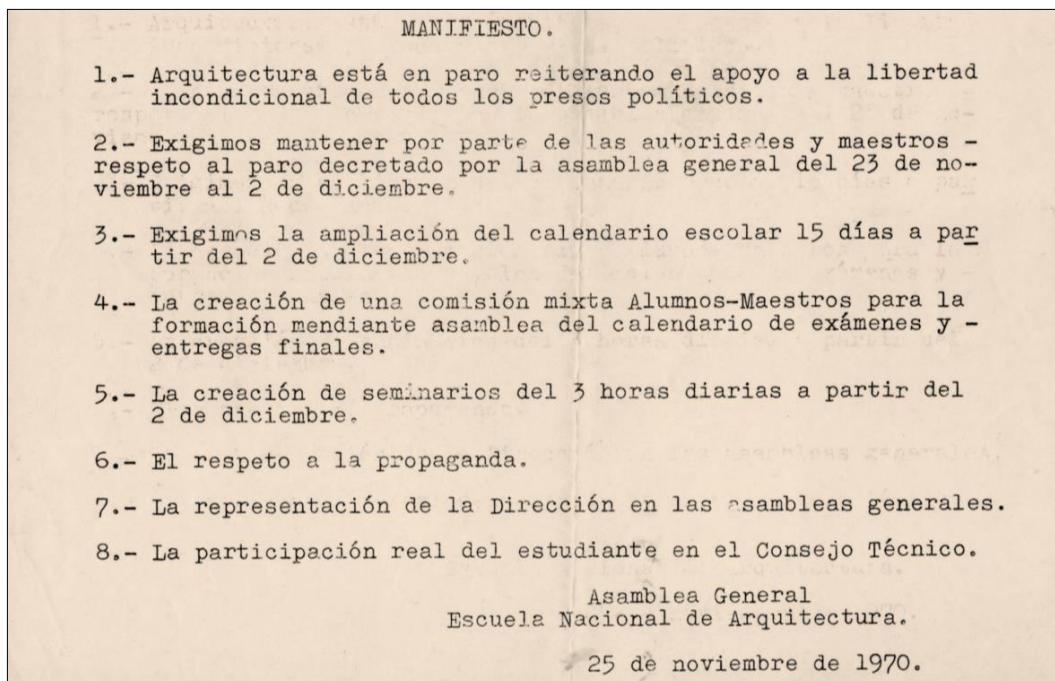 MANIFIESTO.
1.- Arquitectura está en paro reiterando el apoyo a la libertad
incondicional de todos los presos políticos.
2.- Exigimos mantener por parte de las autoridades y maestros -
respeto al paro decretado por la asamblea general del 23 de no-
viembre al 2 de diciembre.
3.- Exigimos la ampliación del calendario escolar 15 días a par
tir del 2 de diciembre.
4.- La creación de una comisión mixta Alumnos-Maestros para la
formación mendiante asamblea del calendario de exámenes y -
entregas finales.
5.- La creación de seminarios del 3 horas diarias a partir del
2 de diciembre.
6.- El respeto a la propaganda.
7.- La representación de la Dirección en las asambleas generales.
8.- La participación real del estudiante en el Consejo Técnico.
Asamblea General
Escuela Nacional de Arquitectura.
25 de noviembre de 1970.